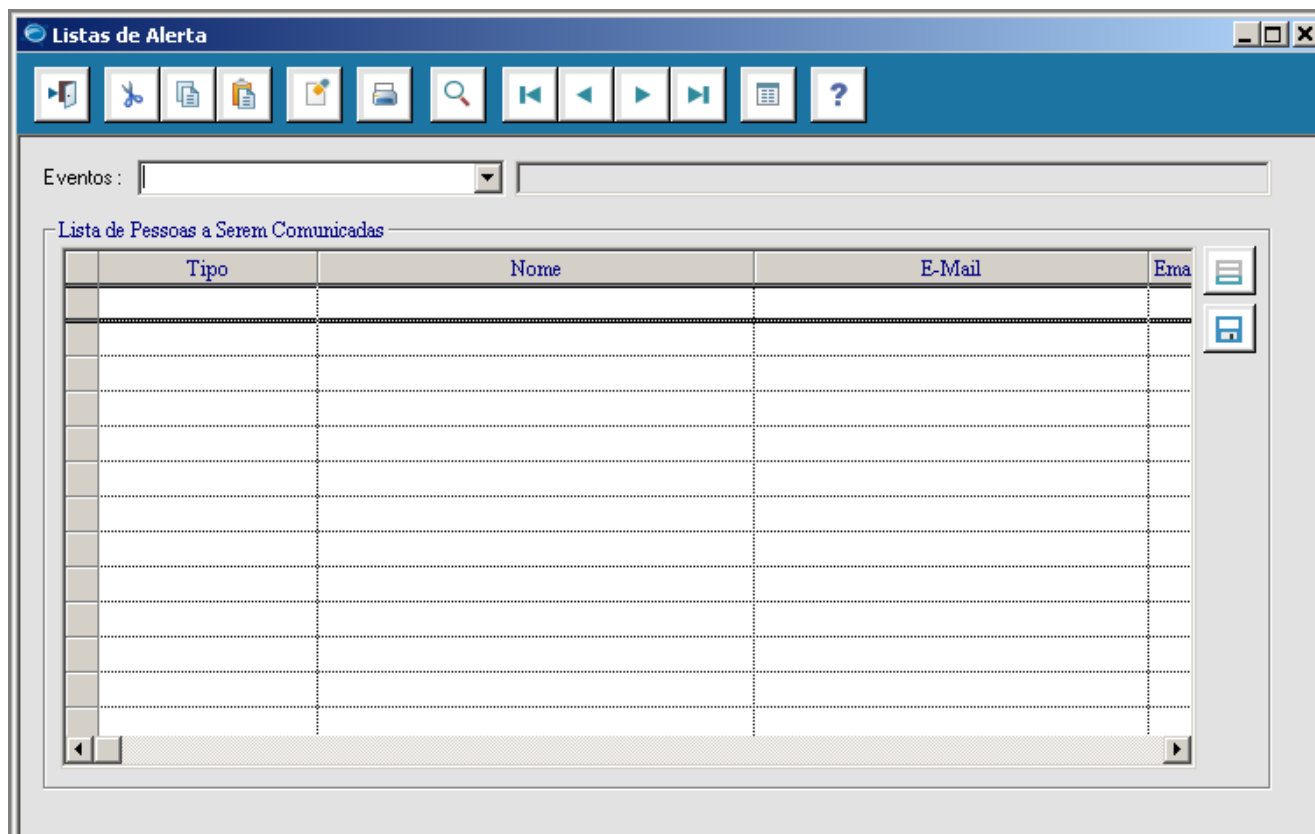 Listas de Alerta
?
Eventos :
Lista de Pessoas a Serem Comunicadas
Tipo Nome E-Mail Ema